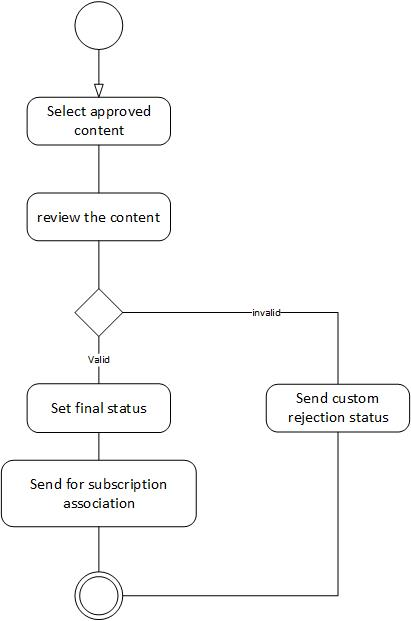 Select approved
content
review the content
invalid
Valid
Set final status
Send custom
rejection status
Send for subscription
association